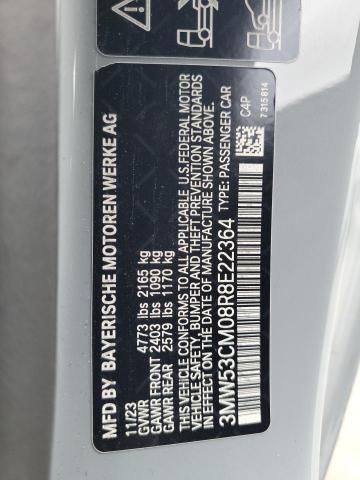 MFD BY BAYERISCHE MOTOREN WERKE AG
11/23
GVWR 4773 lbs 2165 kg
GAWR FRONT 2403 lbs 1090 kg
GAWR REAR 2579 lbs 1170 kg
THIS VEHICLE CONFORMS TO ALL APPLICABLE U.S. FEDERAL MOTOR
VEHICLE SAFETY, BUMPER, AND THEFT PREVENTION STANDARDS
IN EFFECT ON THE DATE OF MANUFACTURE SHOWN ABOVE.
3MW53CM08R8E22364 TYPE: PASSENGER CAR
C4P
7315814